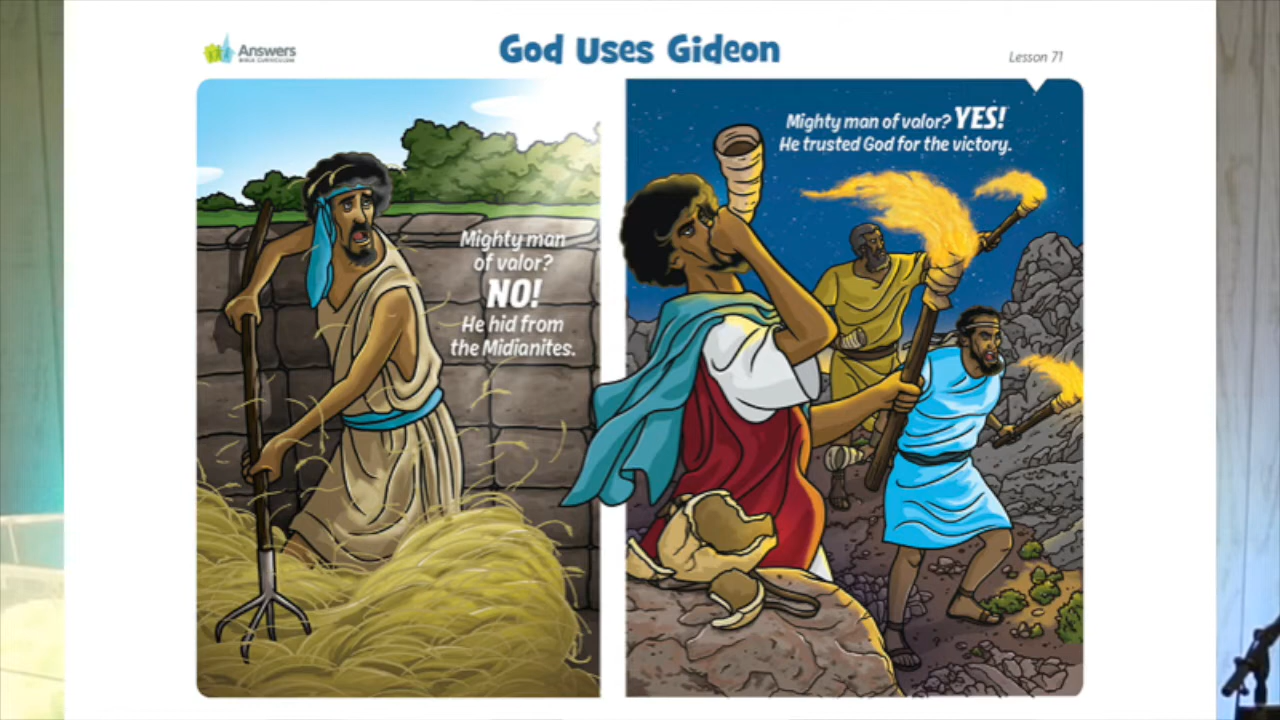 Answers
BIBLE CURRICULUM
God Uses Gideon
Lesson 71
Mighty man
of valor?
NO!
He hid from
the Midianites.
Mighty man of valor? YES!
He trusted God for the victory.